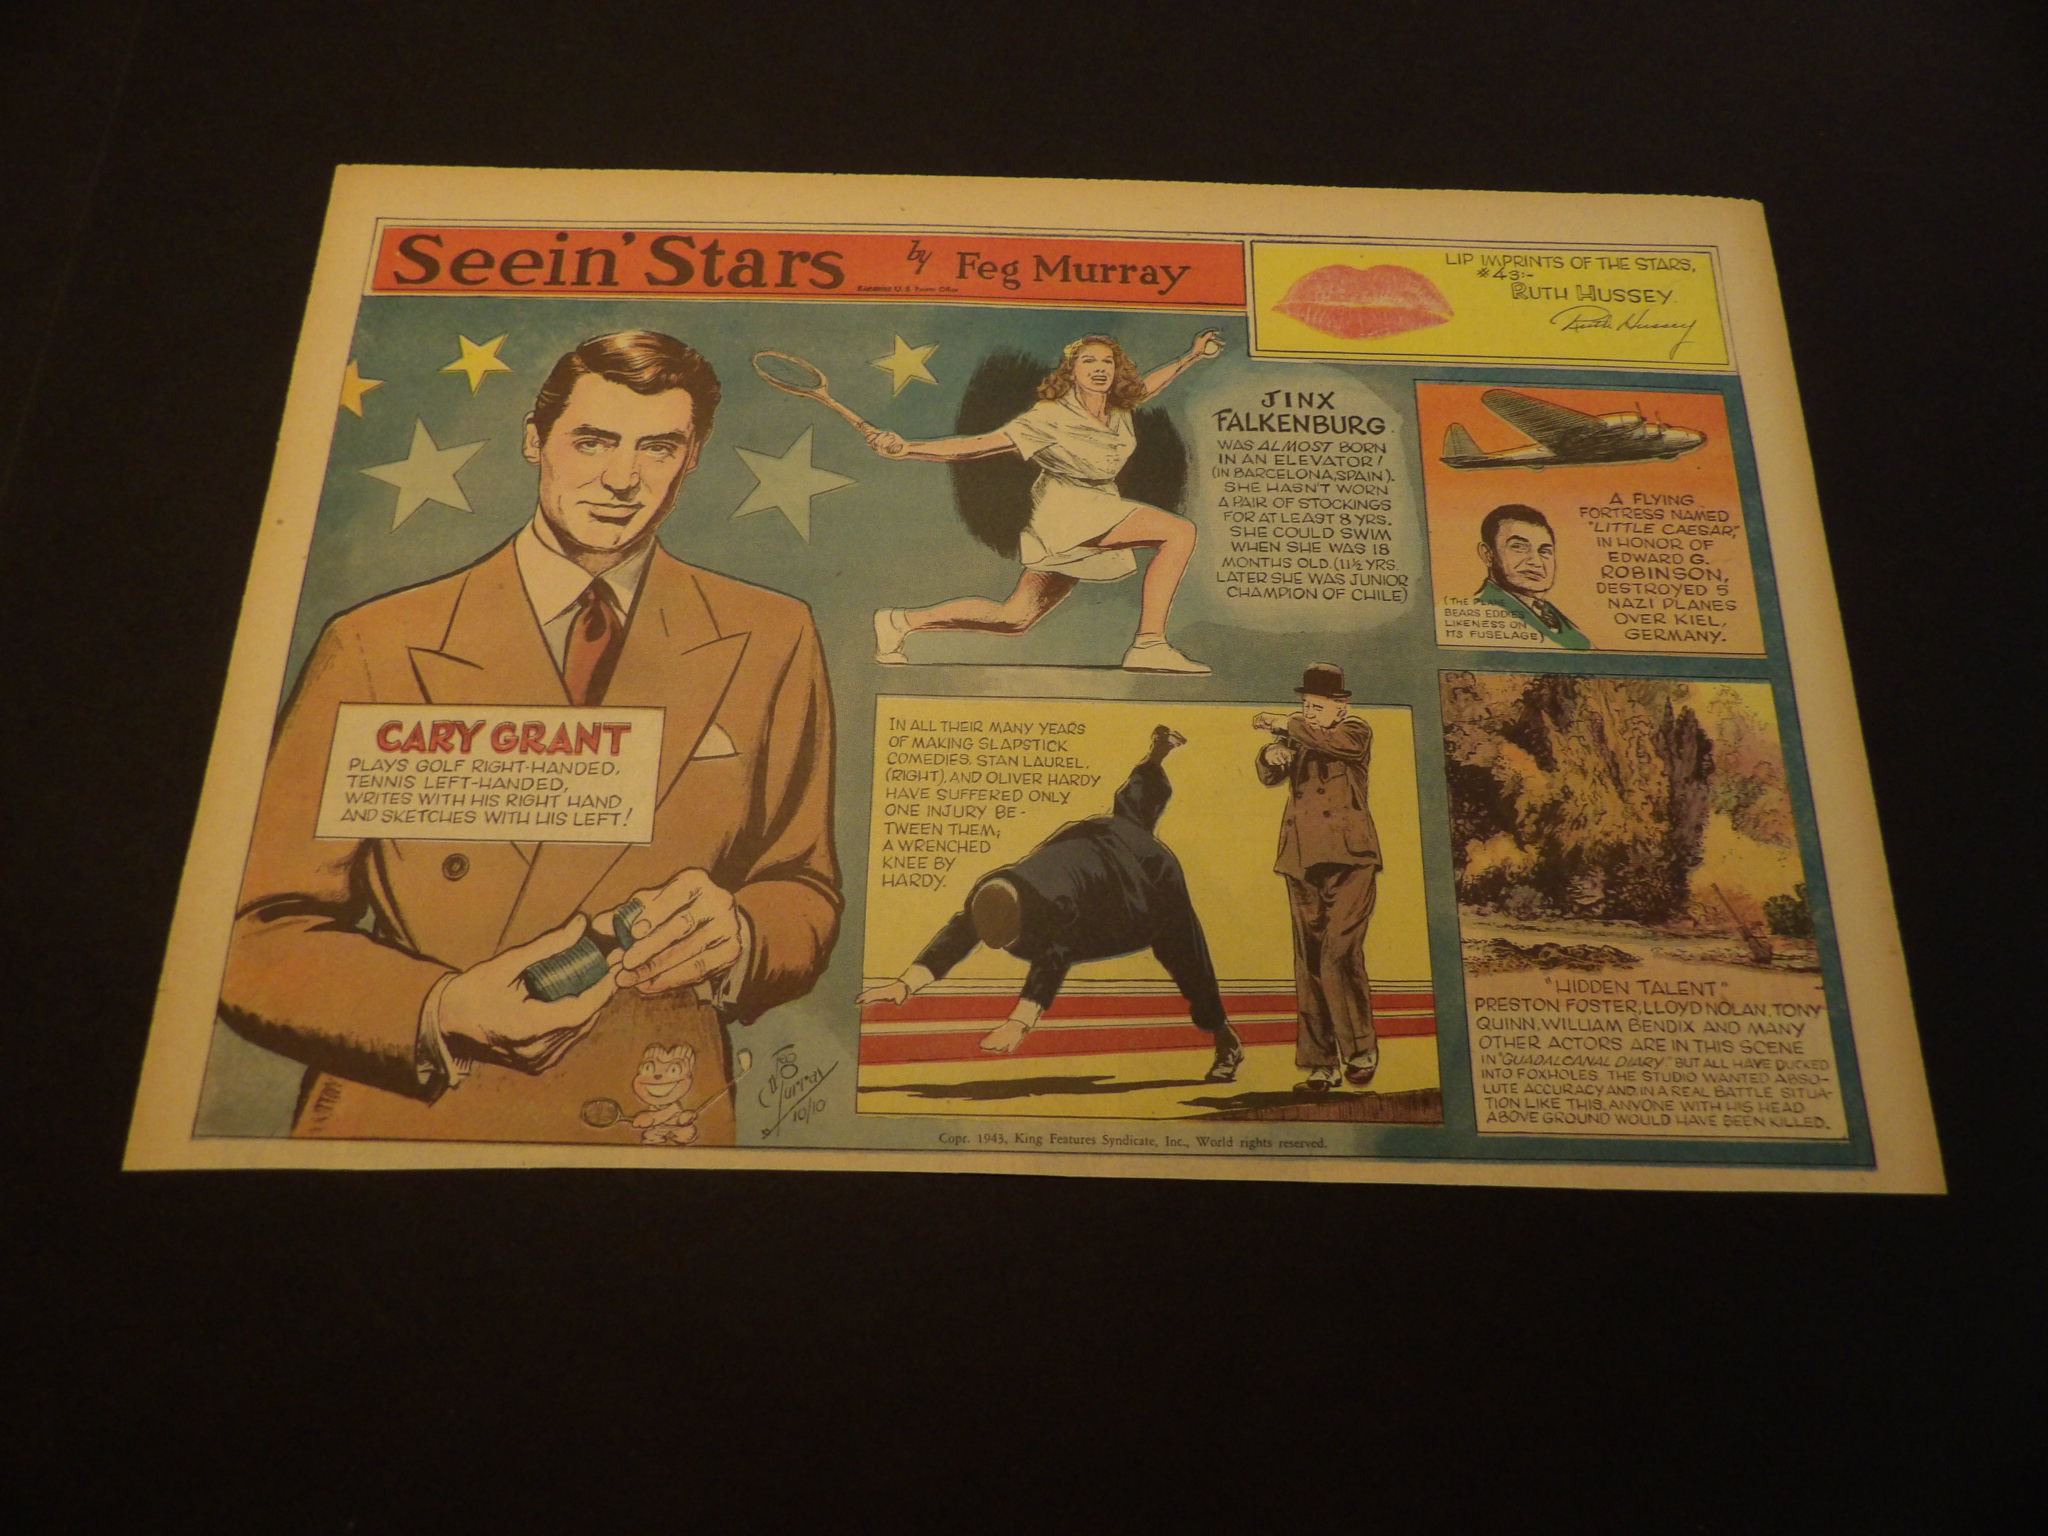 Seein' Stars by Feg Murray
LIP IMPRINTS OF THE STARS,
#43:-
RUTH HUSSEY.
Ruth Hussey
JINX
FALKENBURG
WAS ALMOST BORN
IN AN ELEVATOR!
(IN BARCELONA, SPAIN).
SHE HASN'T WORN
A PAIR OF STOCKINGS
FOR AT LEAST 8 YRS.
SHE COULD SWIM
WHEN SHE WAS 18
MONTHS OLD. (11½ YRS.
LATER SHE WAS JUNIOR
CHAMPION OF CHILE)
A FLYING
FORTRESS NAMED
"LITTLE CAESAR,"
IN HONOR OF
EDWARD G.
ROBINSON,
DESTROYED 5
NAZI PLANES
OVER KIEL,
GERMANY.
(THE PLANE
BEARS EDDIE'S
LIKENESS ON
ITS FUSELAGE)
CARY GRANT
PLAYS GOLF RIGHT-HANDED,
TENNIS LEFT-HANDED,
WRITES WITH HIS RIGHT HAND
AND SKETCHES WITH HIS LEFT!
IN ALL THEIR MANY YEARS
OF MAKING SLAPSTICK
COMEDIES, STAN LAUREL,
(RIGHT), AND OLIVER HARDY
HAVE SUFFERED ONLY
ONE INJURY BE-
TWEEN THEM;
A WRENCHED
KNEE BY
HARDY.
"HIDDEN TALENT"
PRESTON FOSTER, LLOYD NOLAN, TONY
QUINN, WILLIAM BENDIX AND MANY
OTHER ACTORS ARE IN THIS SCENE
IN "GUADALCANAL DIARY," BUT ALL HAVE DUCKED
INTO FOXHOLES. THE STUDIO WANTED ABSO-
LUTE ACCURACY AND IN A REAL BATTLE SITUA-
TION LIKE THIS, ANYONE WITH HIS HEAD
ABOVE GROUND WOULD HAVE BEEN KILLED.
FEG
Murray
10/10
Copr. 1943, King Features Syndicate, Inc., World rights reserved.